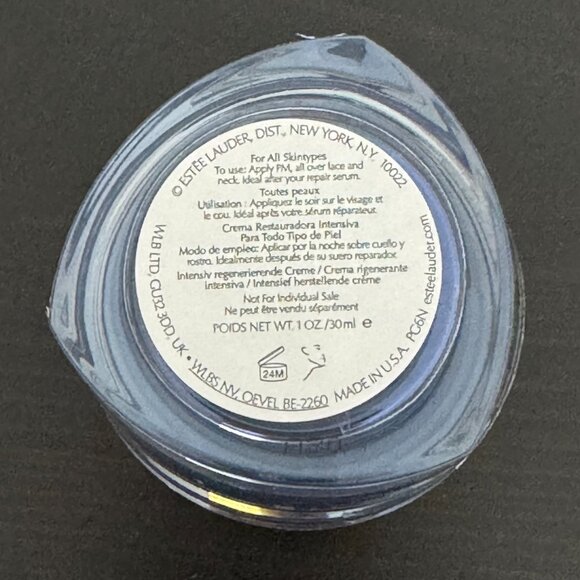 © ESTÉE LAUDER, DIST., NEW YORK, N.Y. 10022
For All Skintypes
To use: Apply PM, all over face and
neck. Ideal after your repair serum.
Toutes peaux
Utilisation : Appliquez le soir sur le visage et
le cou. Idéal après votre sérum réparateur.
Crema Restauradora Intensiva
Para Todo Tipo de Piel
Modo de empleo: Aplicar por la noche sobre cuello y
rostro. Idealmente después de su suero reparador.
Intensiv regenerierende Creme / Crema rigenerante
intensiva / Intensief herstellende crème
Not For Individual Sale
Ne peut être vendu séparément
POIDS NET WT. 1 OZ./30ml e
24M
WLB LTD, GU32 3DD, UK • WLBS NV, OEVEL BE-2260 MADE IN U.S.A. PG6N esteelauder.com